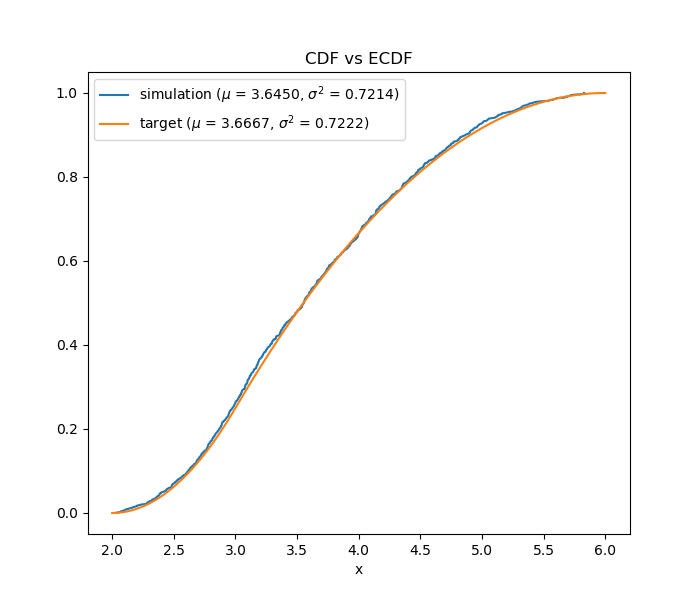 CDF vs ECDF
simulation (μ = 3.6450, σ² = 0.7214)
target (μ = 3.6667, σ² = 0.7222)
1.0
0.8
0.6
0.4
0.2
0.0
2.0 2.5 3.0 3.5 4.0 4.5 5.0 5.5 6.0
x